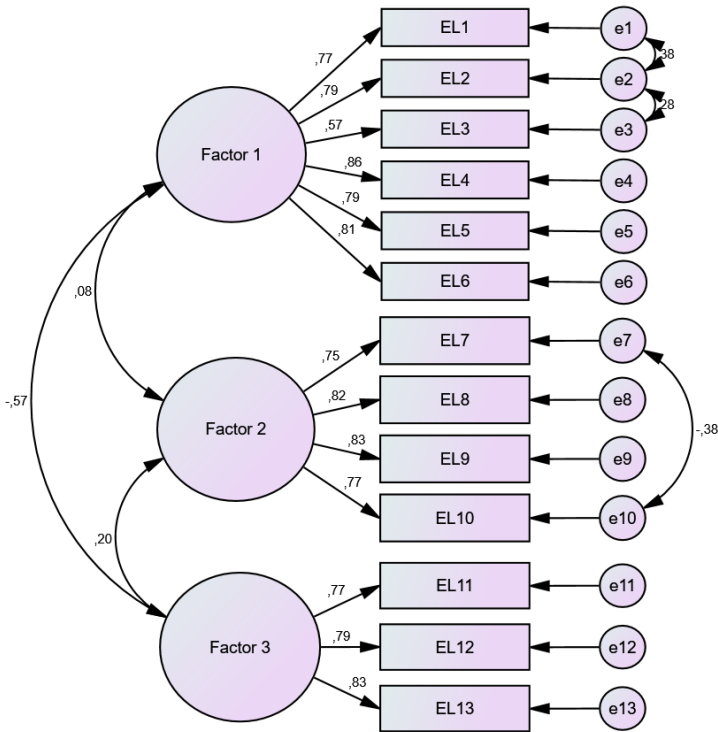 EL1
e1
,77
,38
EL2
e2
,79
,28
EL3
e3
,57
Factor 1
,86
EL4
e4
,79
EL5
e5
,81
EL6
e6
,08
,75
EL7
e7
-,57
,82
EL8
e8
Factor 2
-,38
,83
EL9
e9
,77
EL10
e10
,20
,77
EL11
e11
Factor 3
,79
EL12
e12
,83
EL13
e13